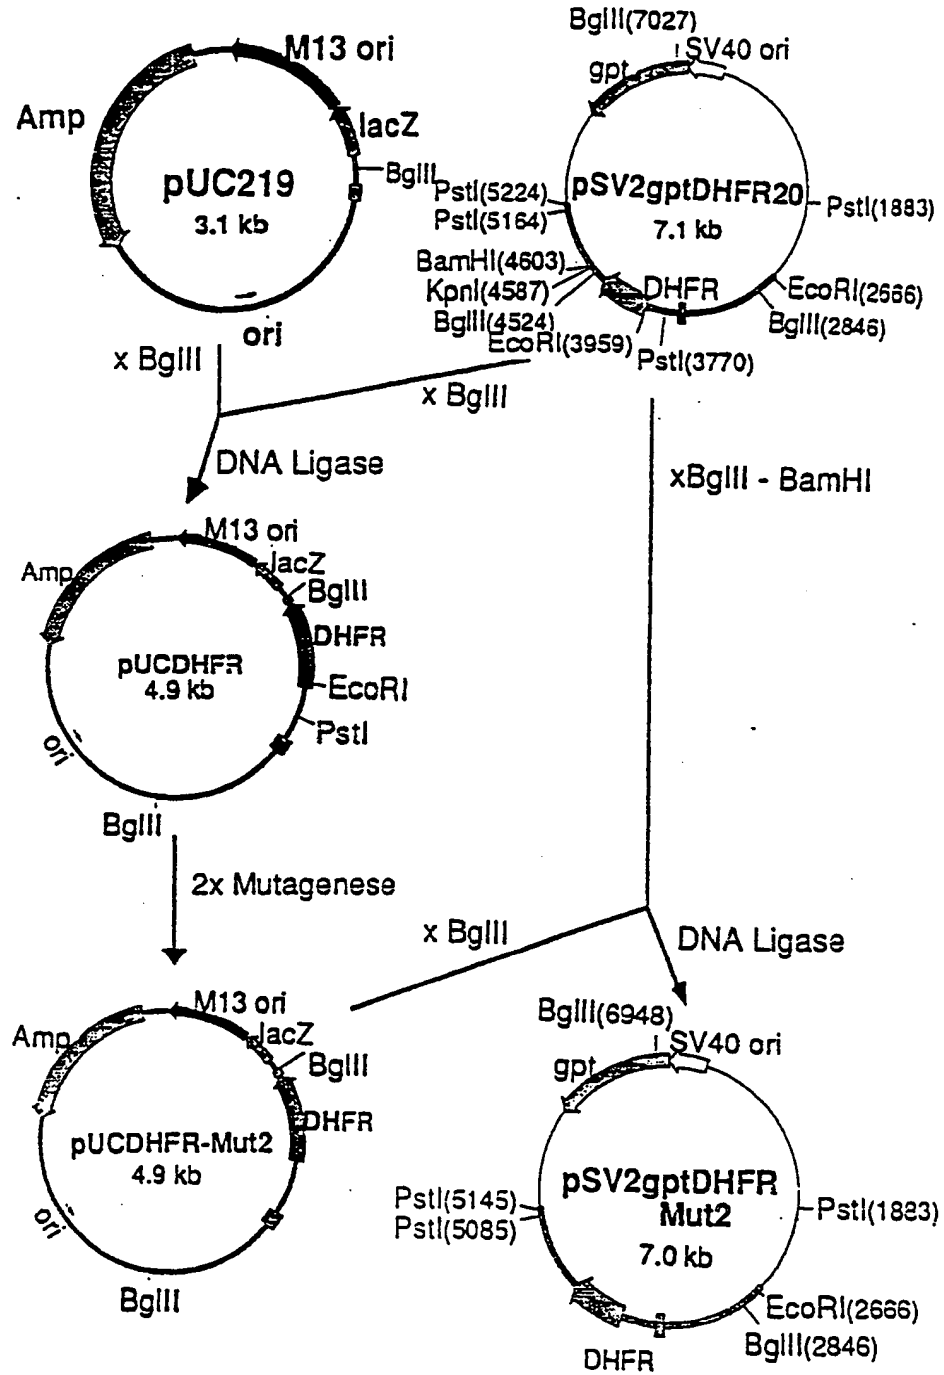 M13 ori
Amp
lacZ
BglII
pUC219
3.1 kb
ori
BglII(7027)
SV40 ori
gpt
PstI(5224)
PstI(5164)
pSV2gptDHFR20
7.1 kb
PstI(1883)
BamHI(4603)
KpnI(4587)
BglII(4524)
EcoRI(3959)
DHFR
PstI(3770)
EcoRI(2666)
BglII(2846)
x BglII
x BglII
DNA Ligase
xBglII - BamHI
M13 ori
Amp
lacZ
BglII
DHFR
pUCDHFR
4.9 kb
EcoRI
PstI
ori
BglII
2x Mutagenese
x BglII
DNA Ligase
M13 ori
Amp
lacZ
BglII
DHFR
pUCDHFR-Mut2
4.9 kb
ori
BglII
BglII(6948)
SV40 ori
gpt
PstI(5145)
PstI(5085)
pSV2gptDHFR
Mut2
7.0 kb
PstI(1883)
EcoRI(2666)
BglII(2846)
DHFR